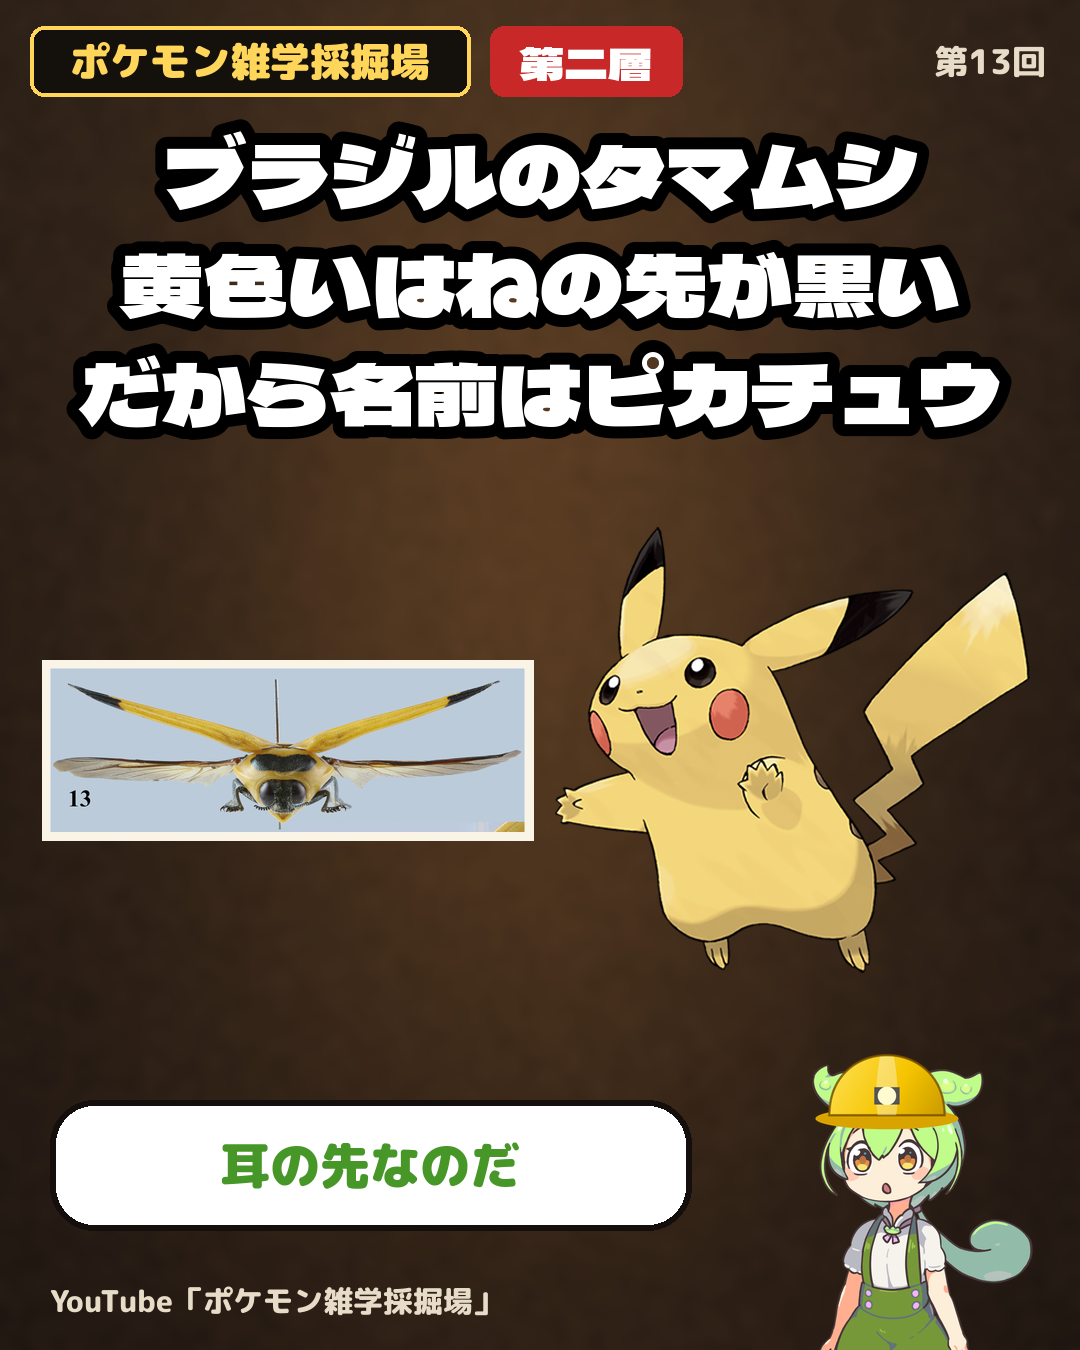 ポケモン雑学採掘場
第二層
第13回
ブラジルのタマムシ
黄色いはねの先が黒い
だから名前はピカチュウ
13
耳の先なのだ
YouTube「ポケモン雑学採掘場」